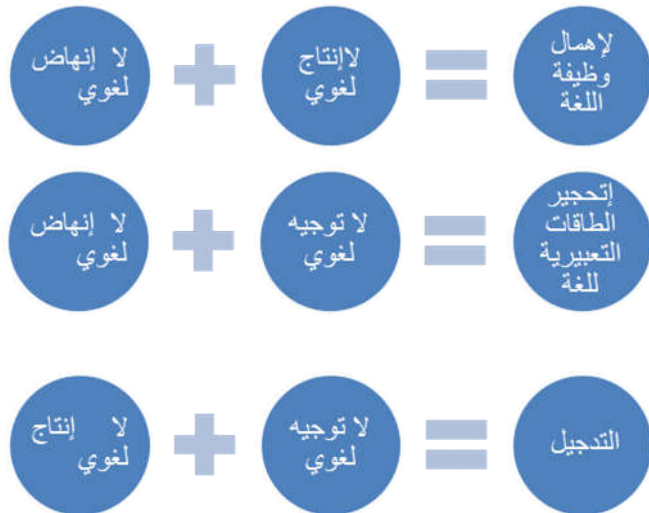 لا إنهاض
لغوي
لاإنتاج
لغوي
لإهمال
وظيفة
اللغة
لا إنهاض
لغوي
لا توجيه
لغوي
إتحجير
الطاقات
التعبيرية
للغة
لا إنتاج
لغوي
لا توجيه
لغوي
التدجيل